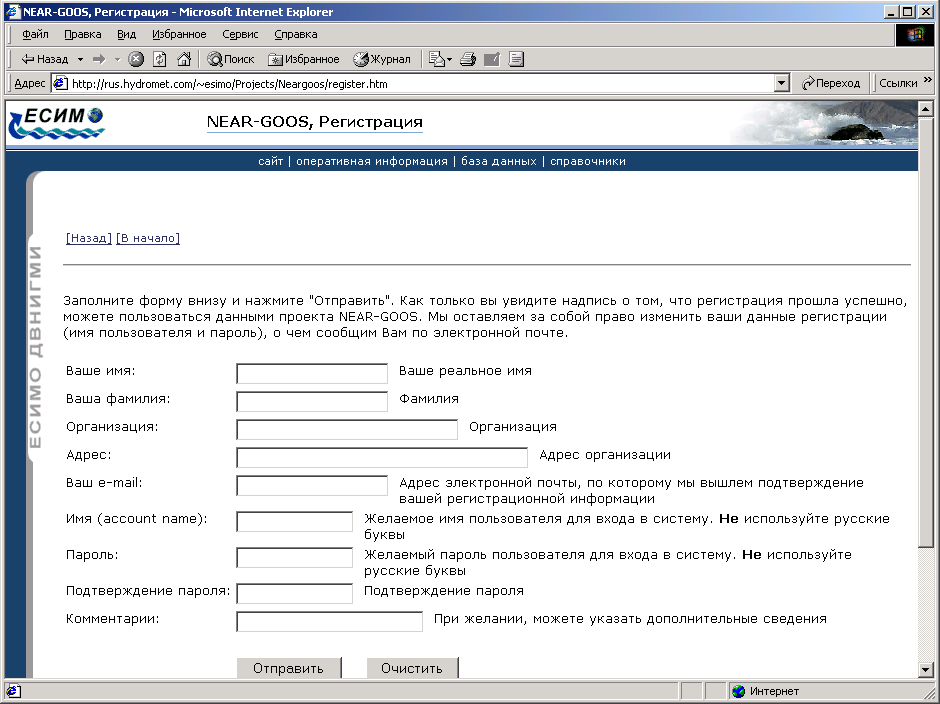 NEAR-GOOS, Регистрация - Microsoft Internet Explorer
Файл Правка Вид Избранное Сервис Справка
Назад Поиск Избранное Журнал
Адрес http://rus.hydromet.com/~esimo/Projects/Neargoos/register.htm Переход Ссылки »
ЕСИМО NEAR-GOOS, Регистрация
сайт | оперативная информация | база данных | справочники
[Назад] [В начало]
ЕСИМО ДВНИГМИ
Заполните форму внизу и нажмите "Отправить". Как только вы увидите надпись о том, что регистрация прошла успешно,
можете пользоваться данными проекта NEAR-GOOS. Мы оставляем за собой право изменить ваши данные регистрации
(имя пользователя и пароль), о чем сообщим Вам по электронной почте.
Ваше имя: Ваше реальное имя
Ваша фамилия: Фамилия
Организация: Организация
Адрес: Адрес организации
Ваш e-mail: Адрес электронной почты, по которому мы вышлем подтверждение
вашей регистрационной информации
Имя (account name): Желаемое имя пользователя для входа в систему. Не используйте русские
буквы
Пароль: Желаемый пароль пользователя для входа в систему. Не используйте
русские буквы
Подтверждение пароля: Подтверждение пароля
Комментарии: При желании, можете указать дополнительные сведения
Отправить Очистить
Интернет